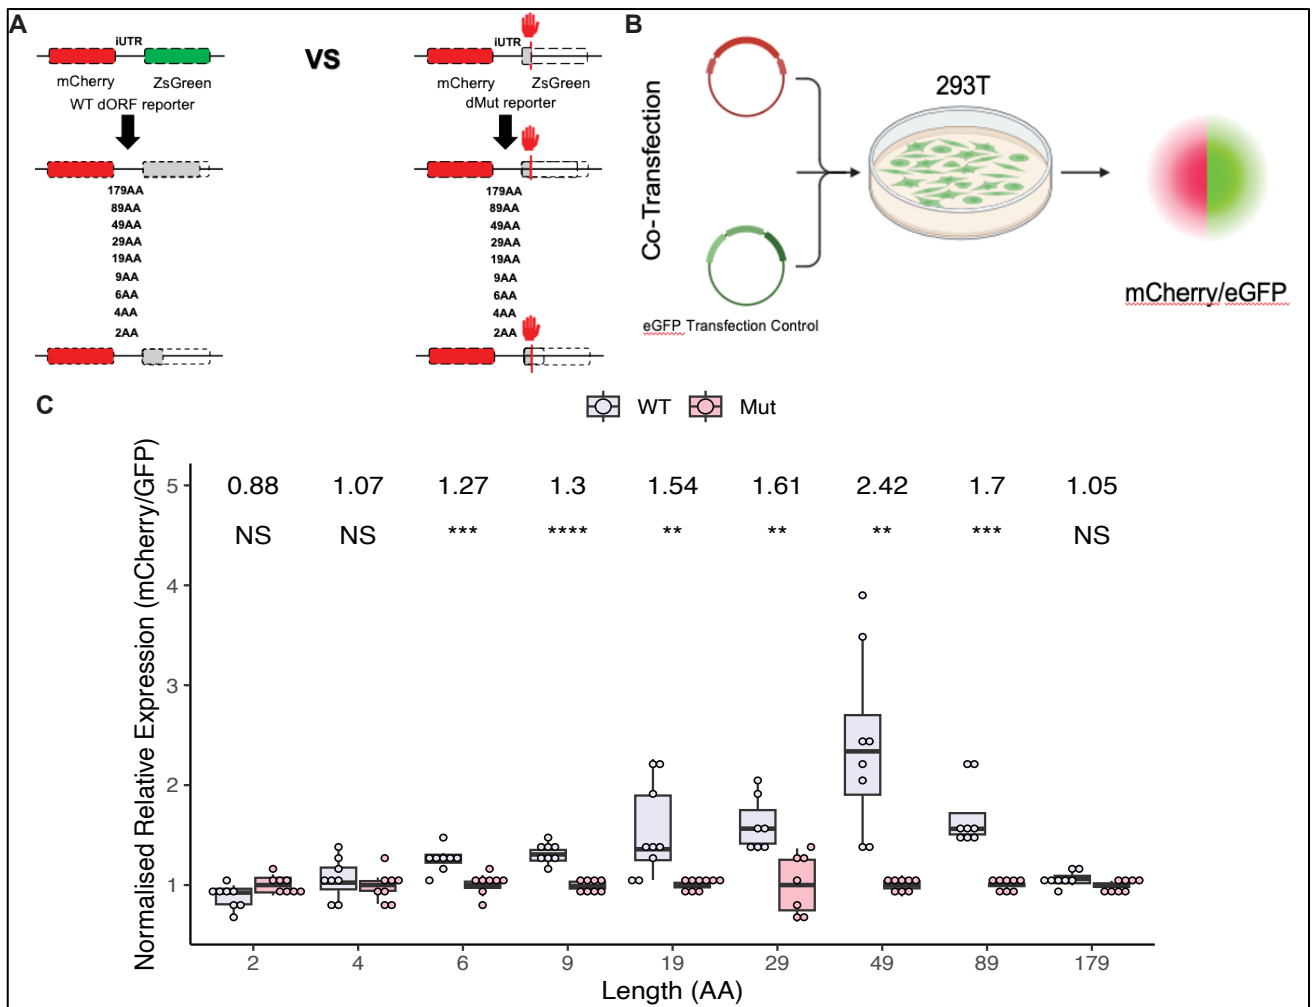 A
iUTR
mCherry
ZsGreen
WT dORF reporter
VS
iUTR
mCherry
ZsGreen
dMut reporter
179AA
89AA
49AA
29AA
19AA
9AA
6AA
4AA
2AA
179AA
89AA
49AA
29AA
19AA
9AA
6AA
4AA
2AA
B
Co-Transfection
eGFP Transfection Control
293T
mCherry/eGFP
C
WT Mut
Normalised Relative Expression (mCherry/GFP)
5
4
3
2
1
0.88 1.07 1.27 1.3 1.54 1.61 2.42 1.7 1.05
NS NS *** **** ** ** ** *** NS
2 4 6 9 19 29 49 89 179
Length (AA)